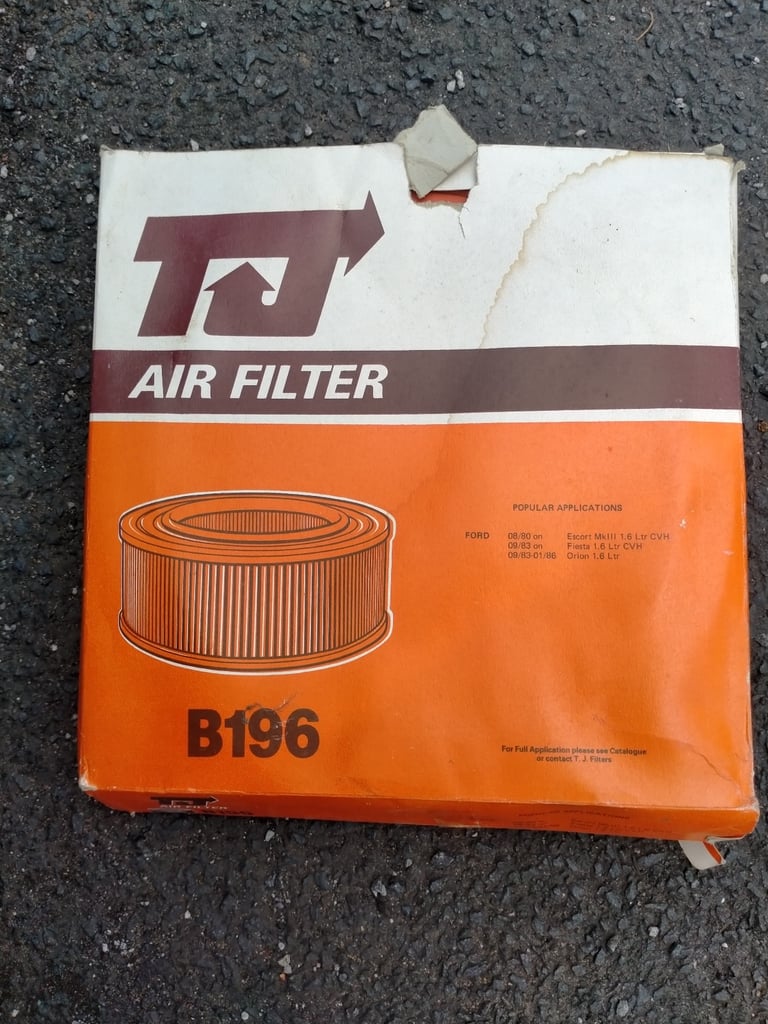 TJ
AIR FILTER
POPULAR APPLICATIONS
FORD 08/80 on Escort MkIII 1.6 Ltr CVH
09/83 on Fiesta 1.6 Ltr CVH
09/83-01/86 Orion 1.6 Ltr
B196
For Full Application please see Catalogue
or contact T. J. Filters
POPULAR APPLICATIONS